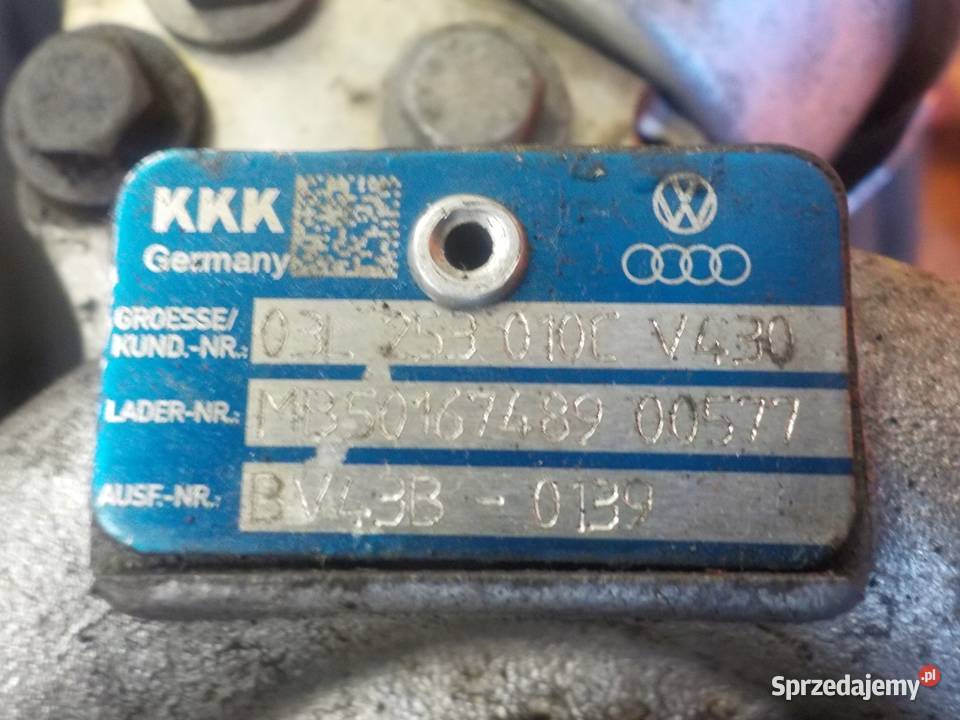 KKK
Germany
GROESSE/
KUND.-NR.: 03L 253 010C V430
LADER-NR.: MB50167489 00577
AUSF.-NR.: BV43B - 0139
Sprzedajemy.pl